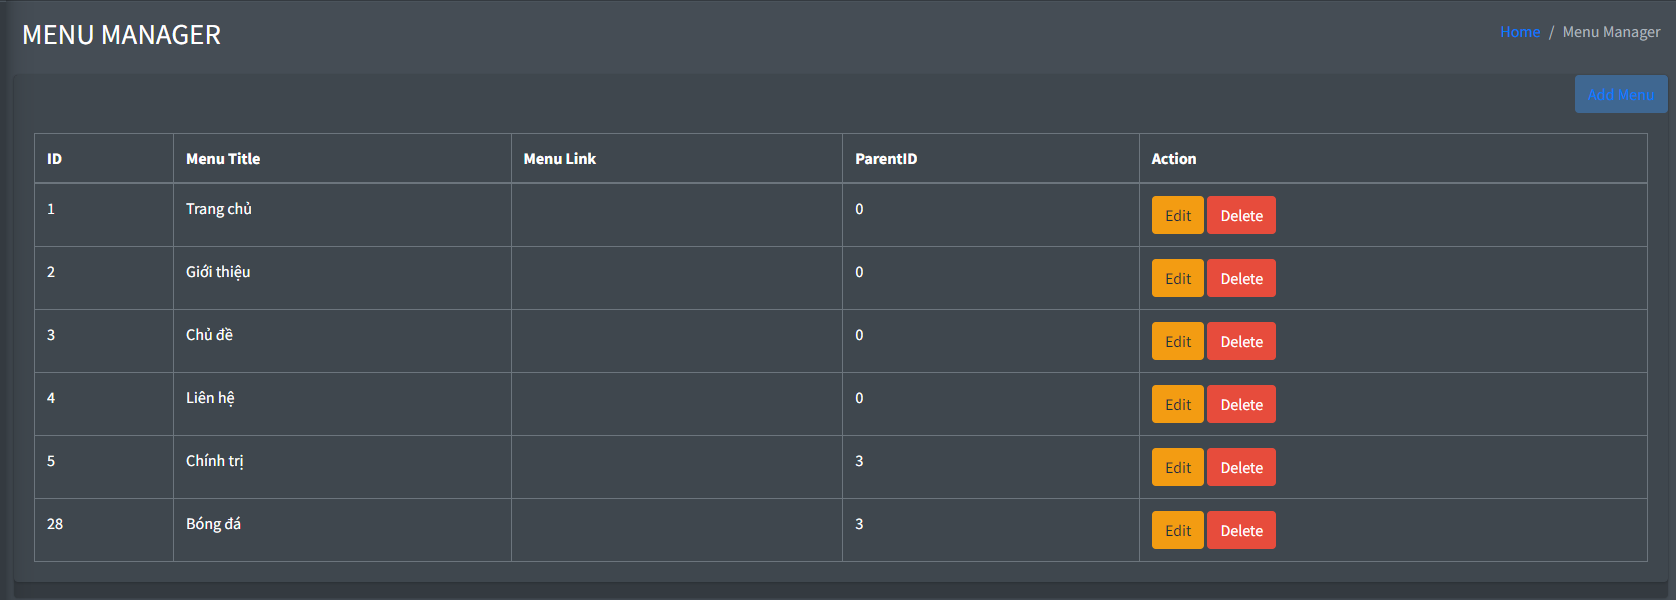 MENU MANAGER
Home / Menu Manager
Add Menu
ID Menu Title Menu Link ParentID Action
1 Trang chủ 0 Edit Delete
2 Giới thiệu 0 Edit Delete
3 Chủ đề 0 Edit Delete
4 Liên hệ 0 Edit Delete
5 Chính trị 3 Edit Delete
28 Bóng đá 3 Edit Delete